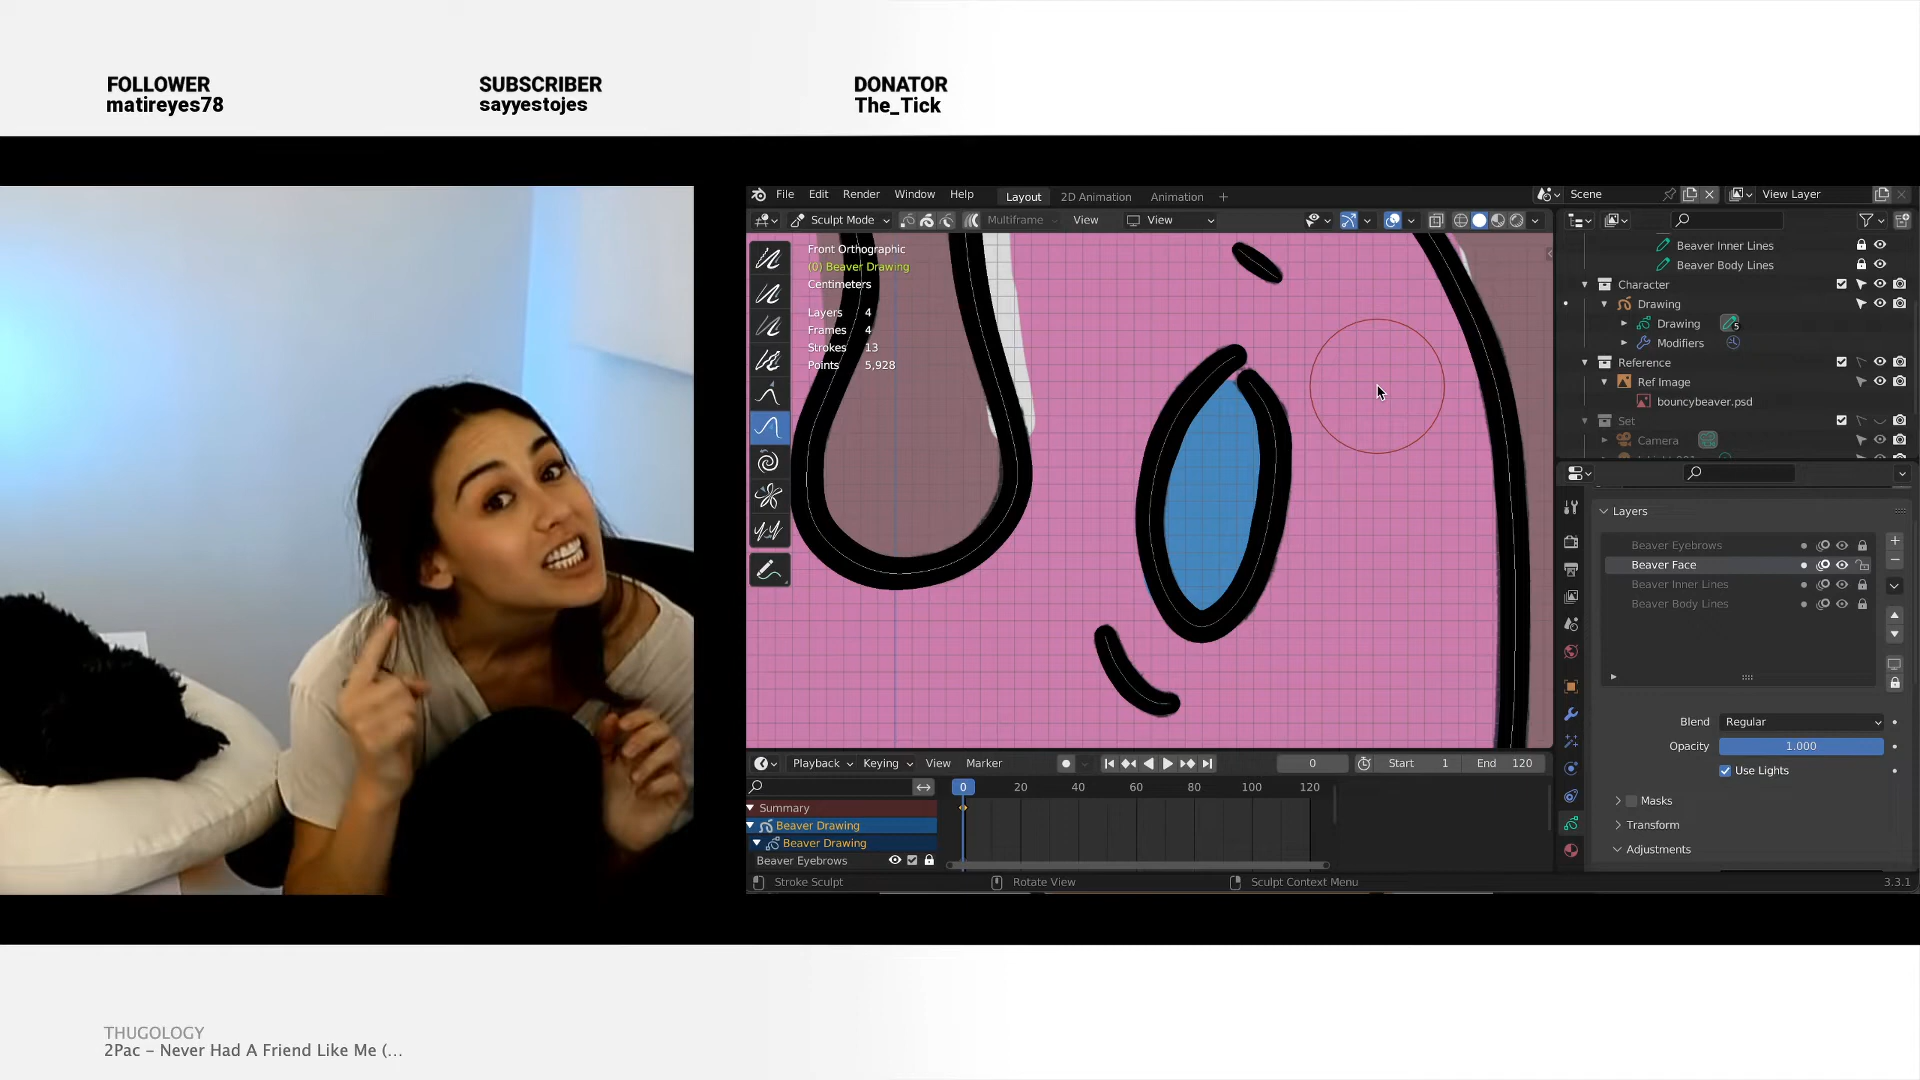 FOLLOWER
matireyes78
SUBSCRIBER
sayyestojes
DONATOR
The_Tick
File Edit Render Window Help Layout 2D Animation Animation + Scene View Layer
Sculpt Mode Multiframe View View
Front Orthographic
(0) Beaver Drawing
Centimeters
Layers 4
Frames 4
Strokes 13
Points 5,928
Beaver Inner Lines
Beaver Body Lines
Character
Drawing
Drawing 5
Modifiers
Reference
Ref Image
bouncybeaver.psd
Set
Camera
Layers
Beaver Eyebrows
Beaver Face
Beaver Inner Lines
Beaver Body Lines
Blend Regular
Opacity 1.000
Use Lights
Masks
Transform
Adjustments
Playback Keying View Marker 0 Start 1 End 120
0 20 40 60 80 100 120
Summary
Beaver Drawing
Beaver Drawing
Beaver Eyebrows
Stroke Sculpt Rotate View Sculpt Context Menu 3.3.1
THUGOLOGY
2Pac - Never Had A Friend Like Me (...